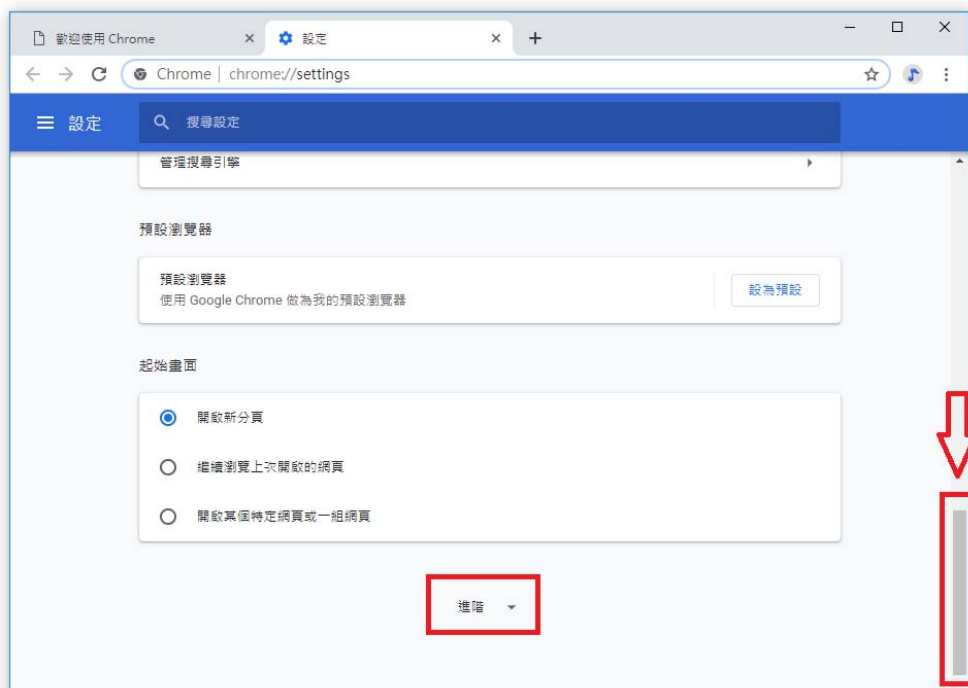 歡迎使用 Chrome
設定
Chrome | chrome://settings
設定
搜尋設定
管理搜尋引擎
預設瀏覽器
預設瀏覽器
使用 Google Chrome 做為我的預設瀏覽器
設為預設
起始畫面
開啟新分頁
繼續瀏覽上次開啟的網頁
開啟某個特定網頁或一組網頁
進階